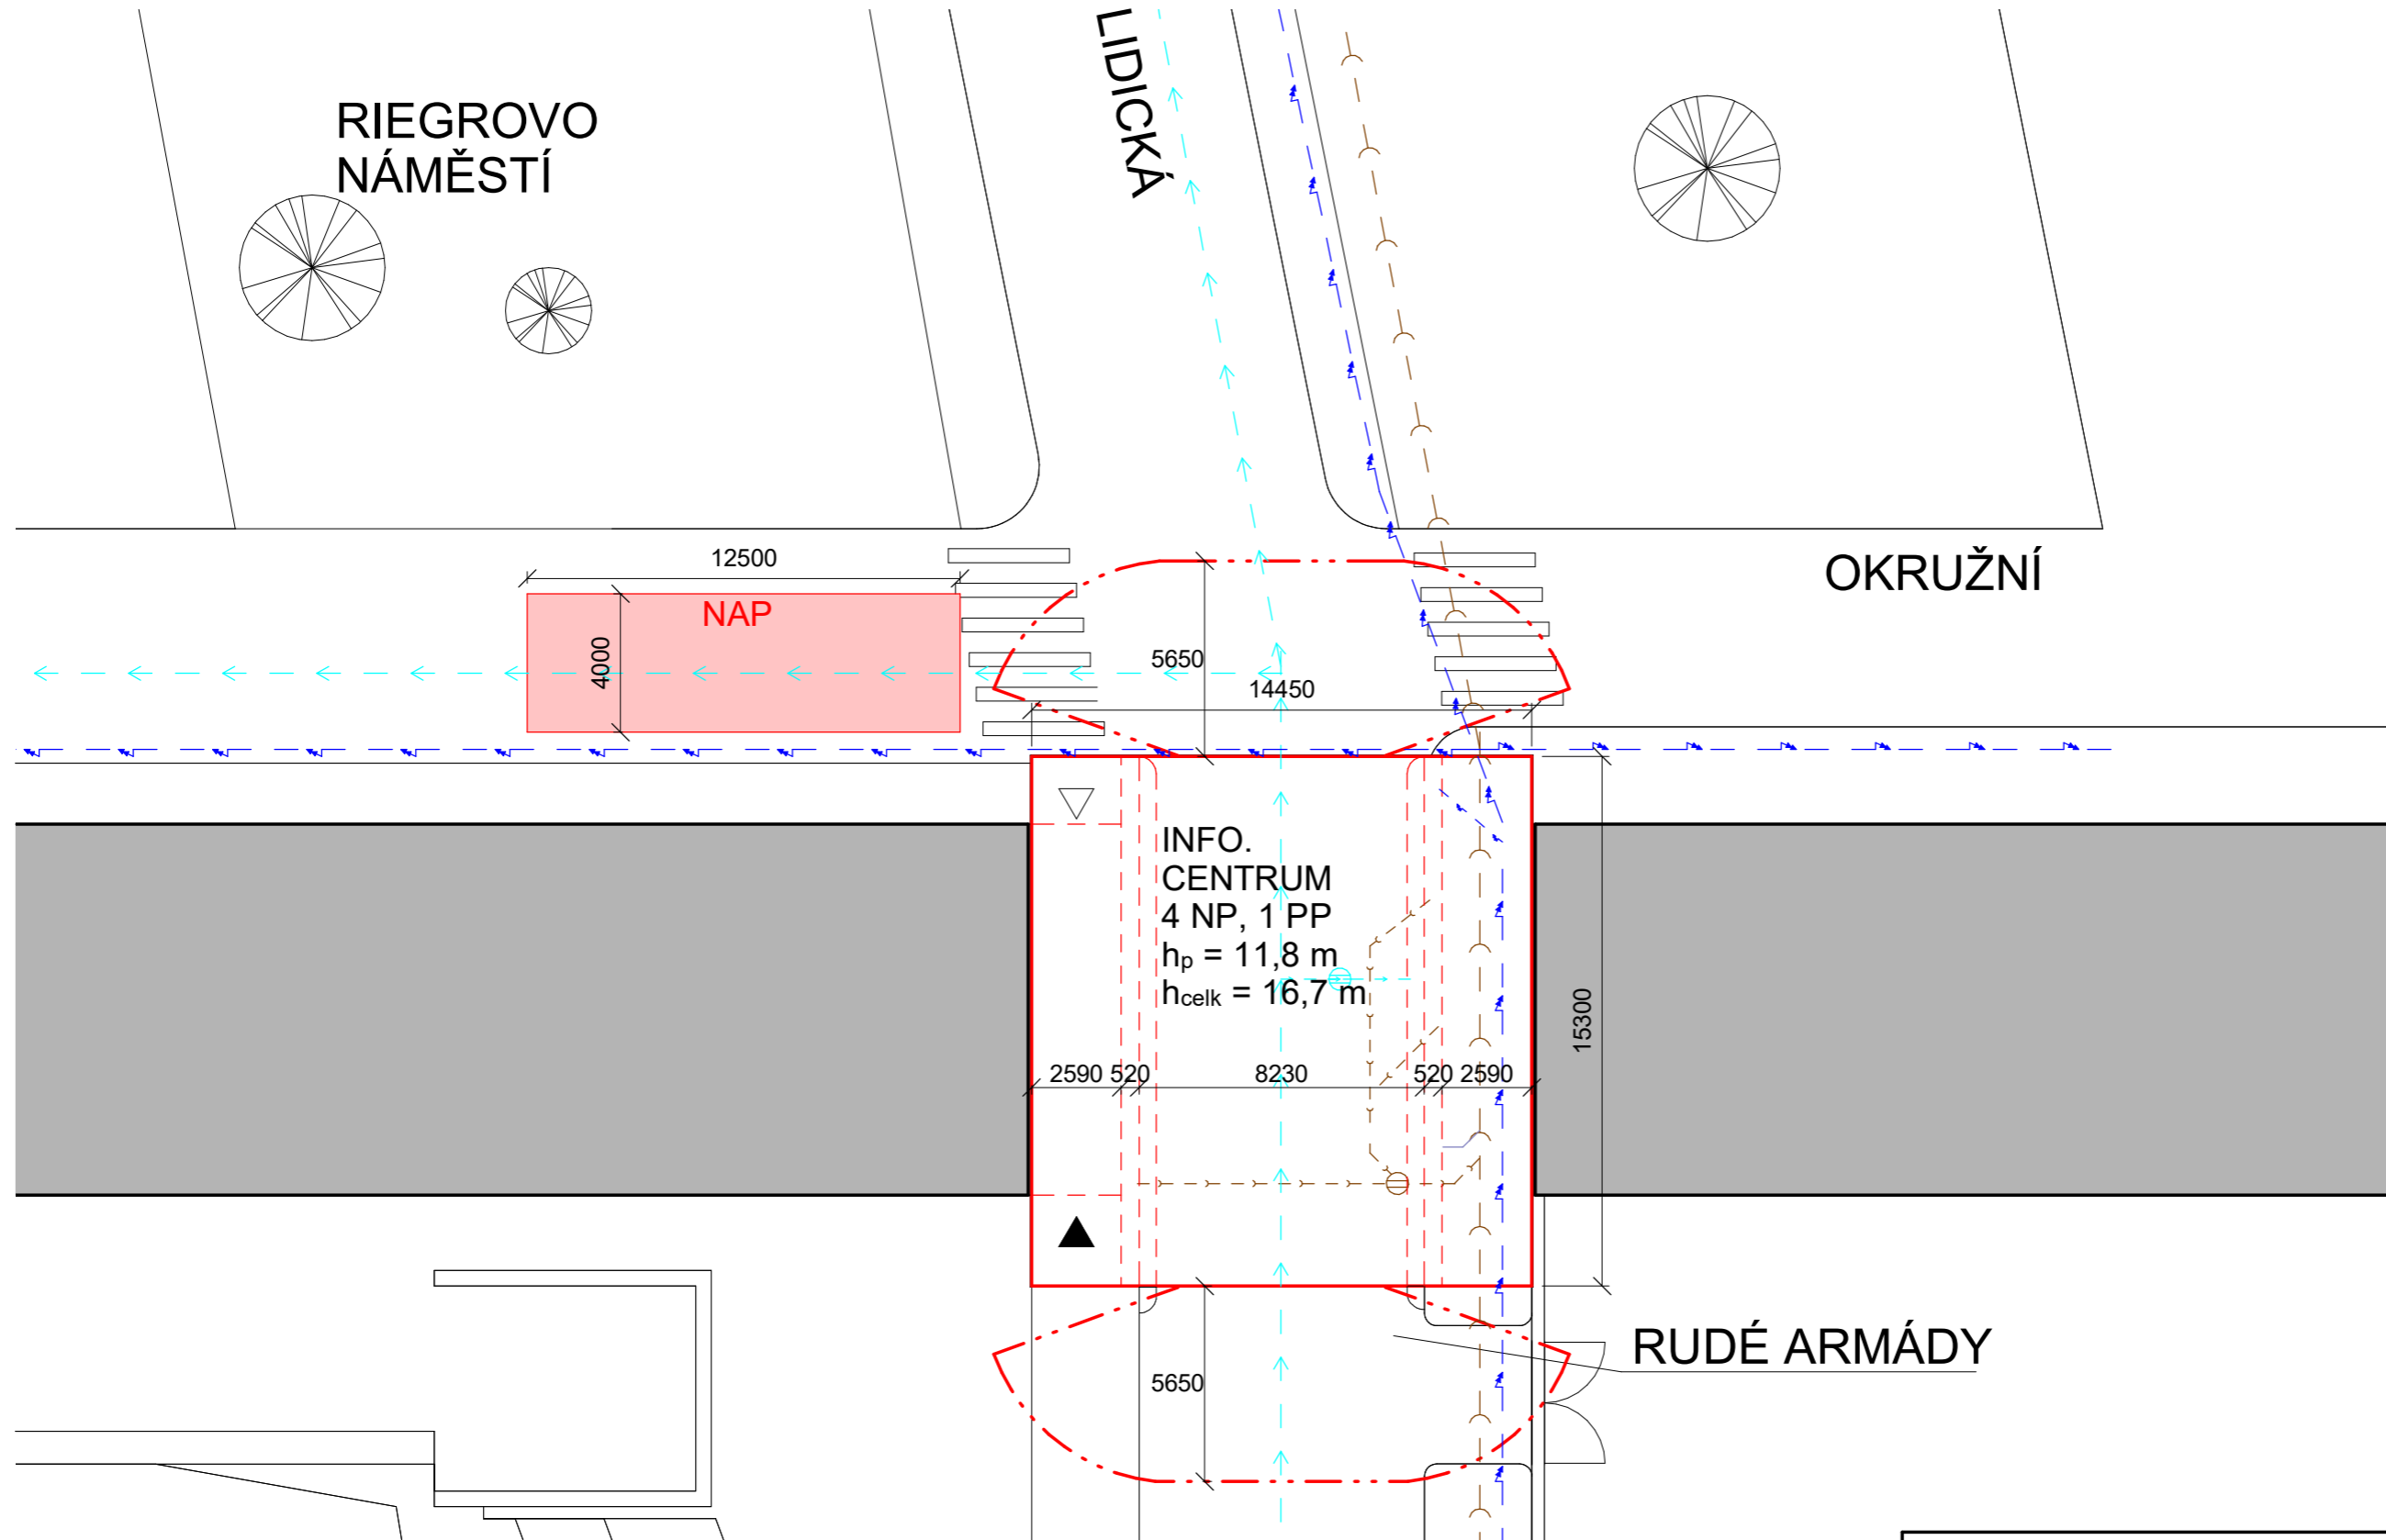 LIDICKÁ
RIEGROVO
NÁMĚSTÍ
OKRUŽNÍ
12500
NAP
4000
5650
14450
INFO.
CENTRUM
4 NP, 1 PP
hp = 11,8 m
hcelk = 16,7 m
15300
2590 520 8230 520 2590
RUDÉ ARMÁDY
5650